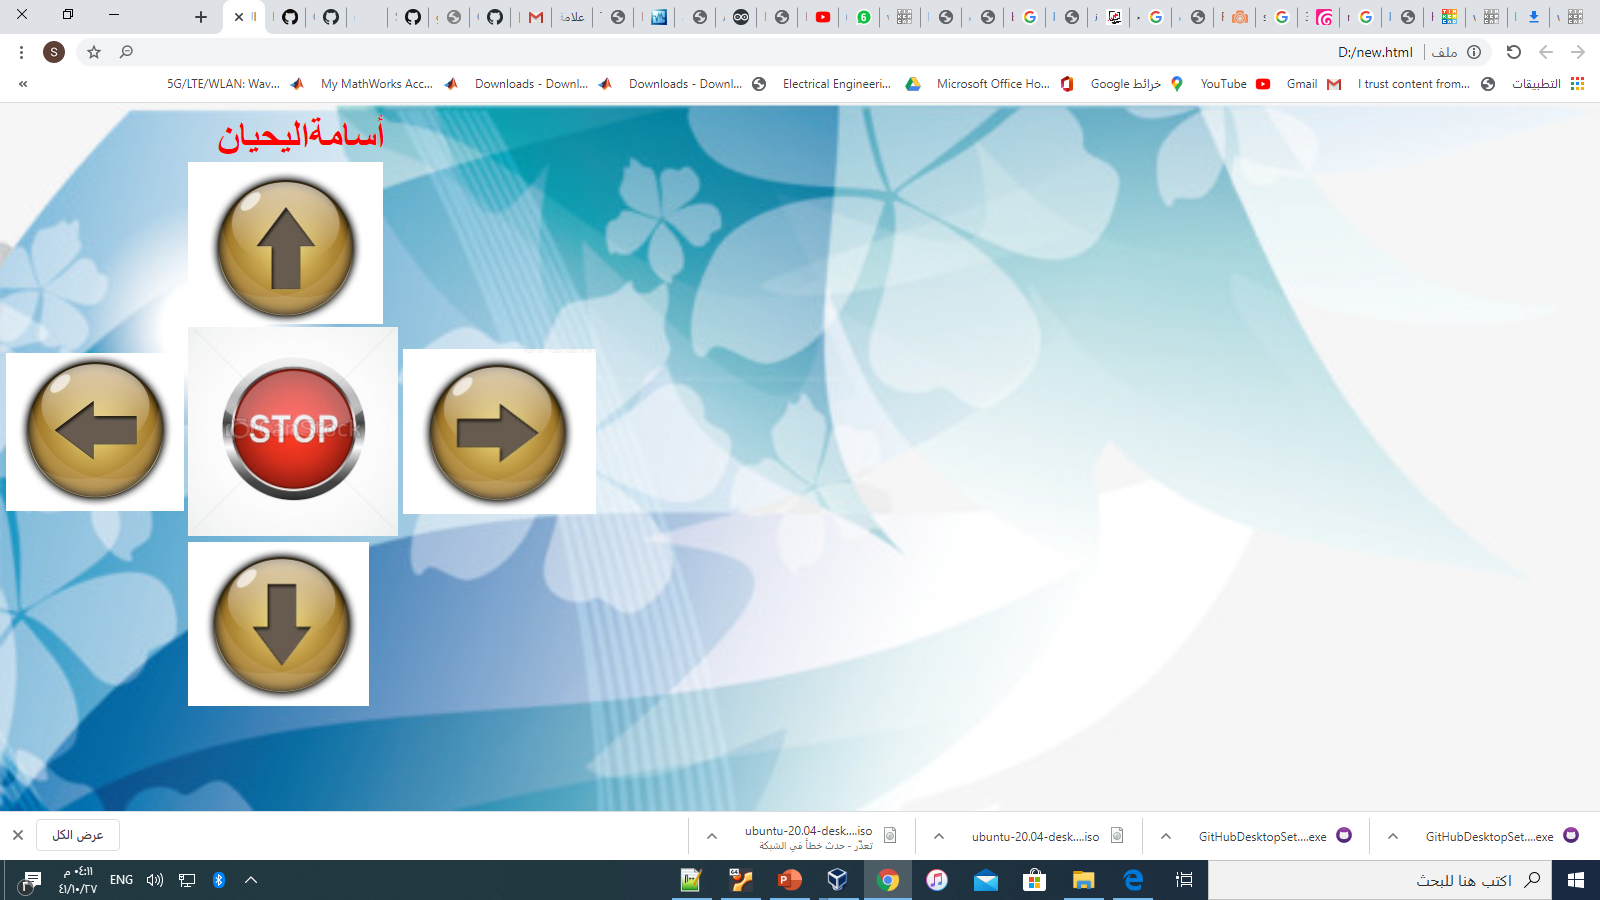 علامة
D:/new.html
ملف
S
6
التطبيقات
I trust content from...
Gmail
YouTube
خرائط Google
Microsoft Office Ho...
Electrical Engineeri...
Downloads - Downl...
Downloads - Downl...
My MathWorks Acc...
5G/LTE/WLAN: Wav...
«
أسامةاليحيان
STOP
GitHubDesktopSet....exe
GitHubDesktopSet....exe
ubuntu-20.04-desk....iso
ubuntu-20.04-desk....iso
تعذّر - حدث خطأ في الشبكة
عرض الكل
اكتب هنا للبحث
ENG
٠٤:١١ م
٤١/١٠/٢٧